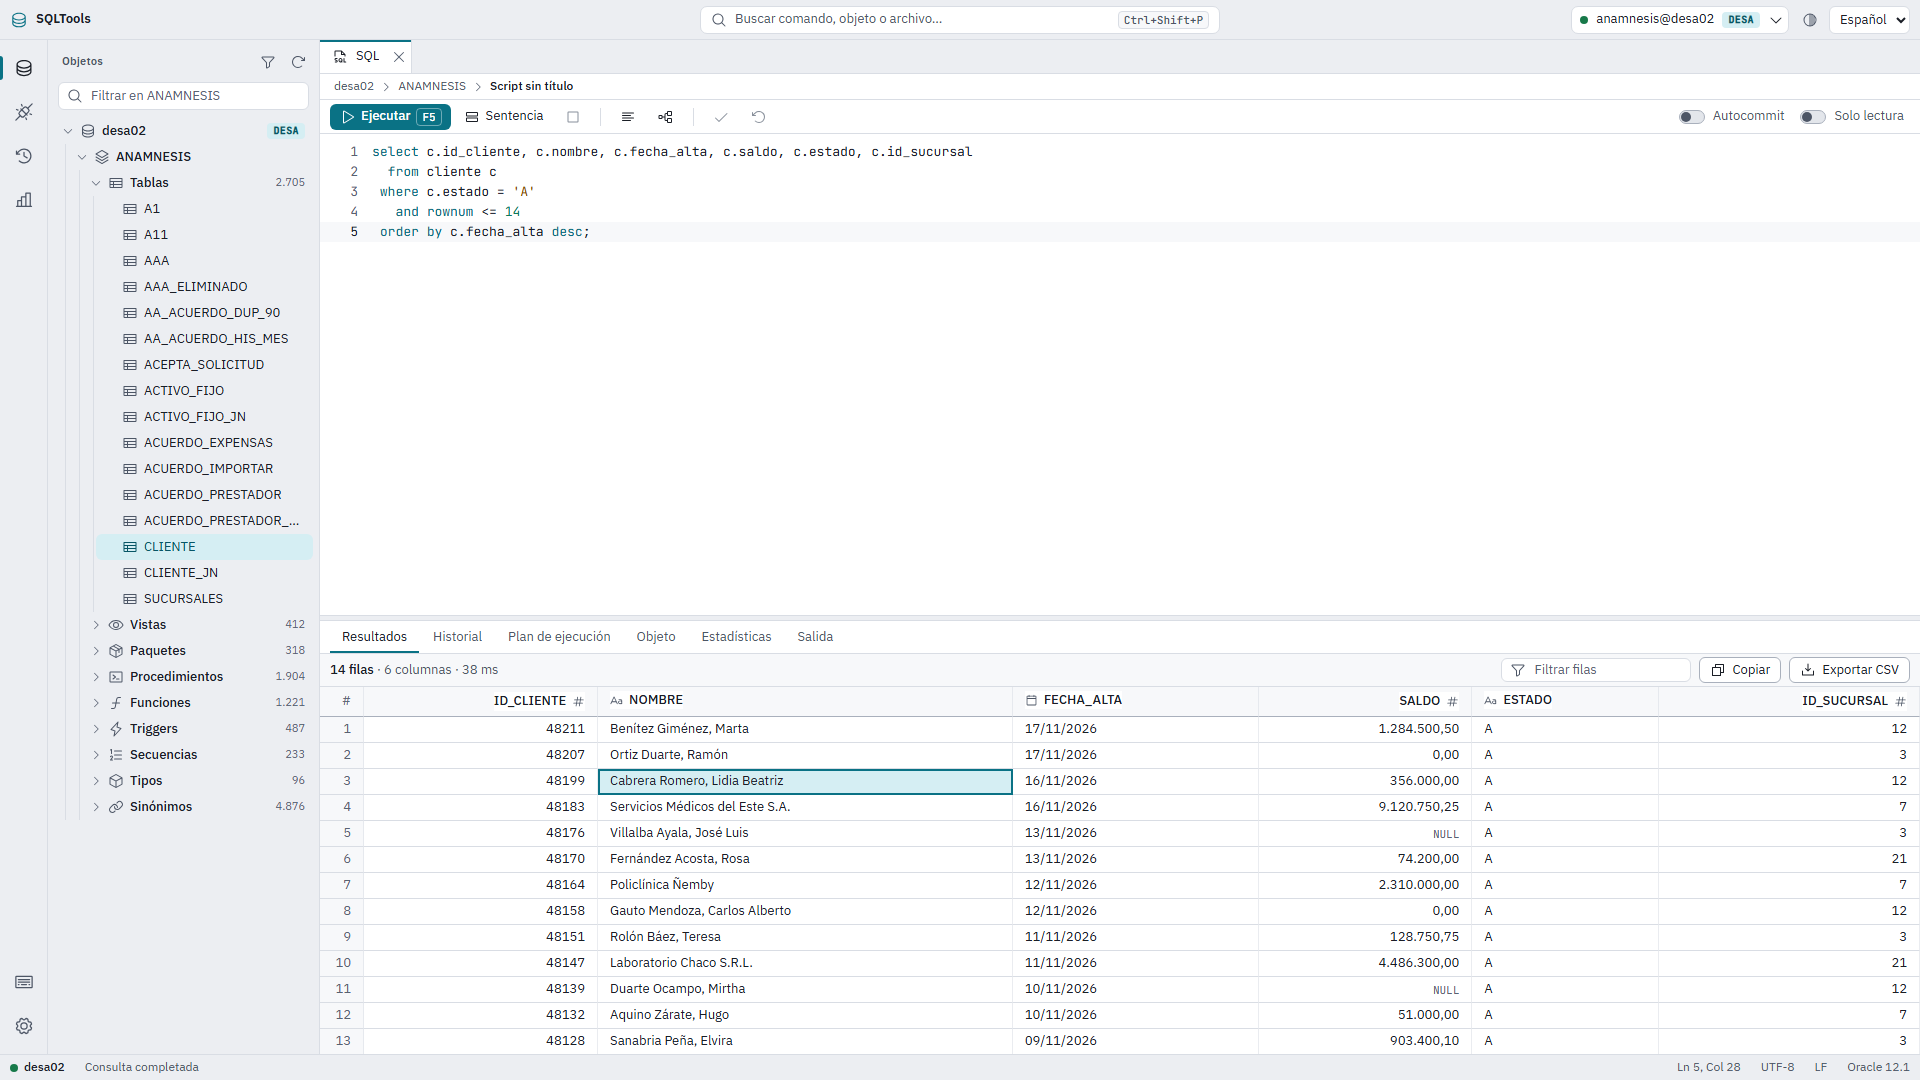 SQLTools
Buscar comando, objeto o archivo...
Ctrl+Shift+P
anamnesis@desa02 DESA
Español
Objetos
Filtrar en ANAMNESIS
desa02 DESA
ANAMNESIS
Tablas 2.705
A1
A11
AAA
AAA_ELIMINADO
AA_ACUERDO_DUP_90
AA_ACUERDO_HIS_MES
ACEPTA_SOLICITUD
ACTIVO_FIJO
ACTIVO_FIJO_JN
ACUERDO_EXPENSAS
ACUERDO_IMPORTAR
ACUERDO_PRESTADOR
ACUERDO_PRESTADOR_...
CLIENTE
CLIENTE_JN
SUCURSALES
Vistas 412
Paquetes 318
Procedimientos 1.904
Funciones 1.221
Triggers 487
Secuencias 233
Tipos 96
Sinónimos 4.876
SQL
desa02 > ANAMNESIS > Script sin título
Ejecutar F5 Sentencia
Autocommit Solo lectura
1 select c.id_cliente, c.nombre, c.fecha_alta, c.saldo, c.estado, c.id_sucursal
2 from cliente c
3 where c.estado = 'A'
4 and rownum <= 14
5 order by c.fecha_alta desc;
Resultados Historial Plan de ejecución Objeto Estadísticas Salida
14 filas · 6 columnas · 38 ms
Filtrar filas Copiar Exportar CSV
# ID_CLIENTE # Aa NOMBRE FECHA_ALTA SALDO # Aa ESTADO ID_SUCURSAL #
1 48211 Benítez Giménez, Marta 17/11/2026 1.284.500,50 A 12
2 48207 Ortiz Duarte, Ramón 17/11/2026 0,00 A 3
3 48199 Cabrera Romero, Lidia Beatriz 16/11/2026 356.000,00 A 12
4 48183 Servicios Médicos del Este S.A. 16/11/2026 9.120.750,25 A 7
5 48176 Villalba Ayala, José Luis 13/11/2026 NULL A 3
6 48170 Fernández Acosta, Rosa 13/11/2026 74.200,00 A 21
7 48164 Policlínica Ñemby 12/11/2026 2.310.000,00 A 7
8 48158 Gauto Mendoza, Carlos Alberto 12/11/2026 0,00 A 12
9 48151 Rolón Báez, Teresa 11/11/2026 128.750,75 A 3
10 48147 Laboratorio Chaco S.R.L. 11/11/2026 4.486.300,00 A 21
11 48139 Duarte Ocampo, Mirtha 10/11/2026 NULL A 12
12 48132 Aquino Zárate, Hugo 10/11/2026 51.000,00 A 7
13 48128 Sanabria Peña, Elvira 09/11/2026 903.400,10 A 3
desa02 Consulta completada
Ln 5, Col 28 UTF-8 LF Oracle 12.1